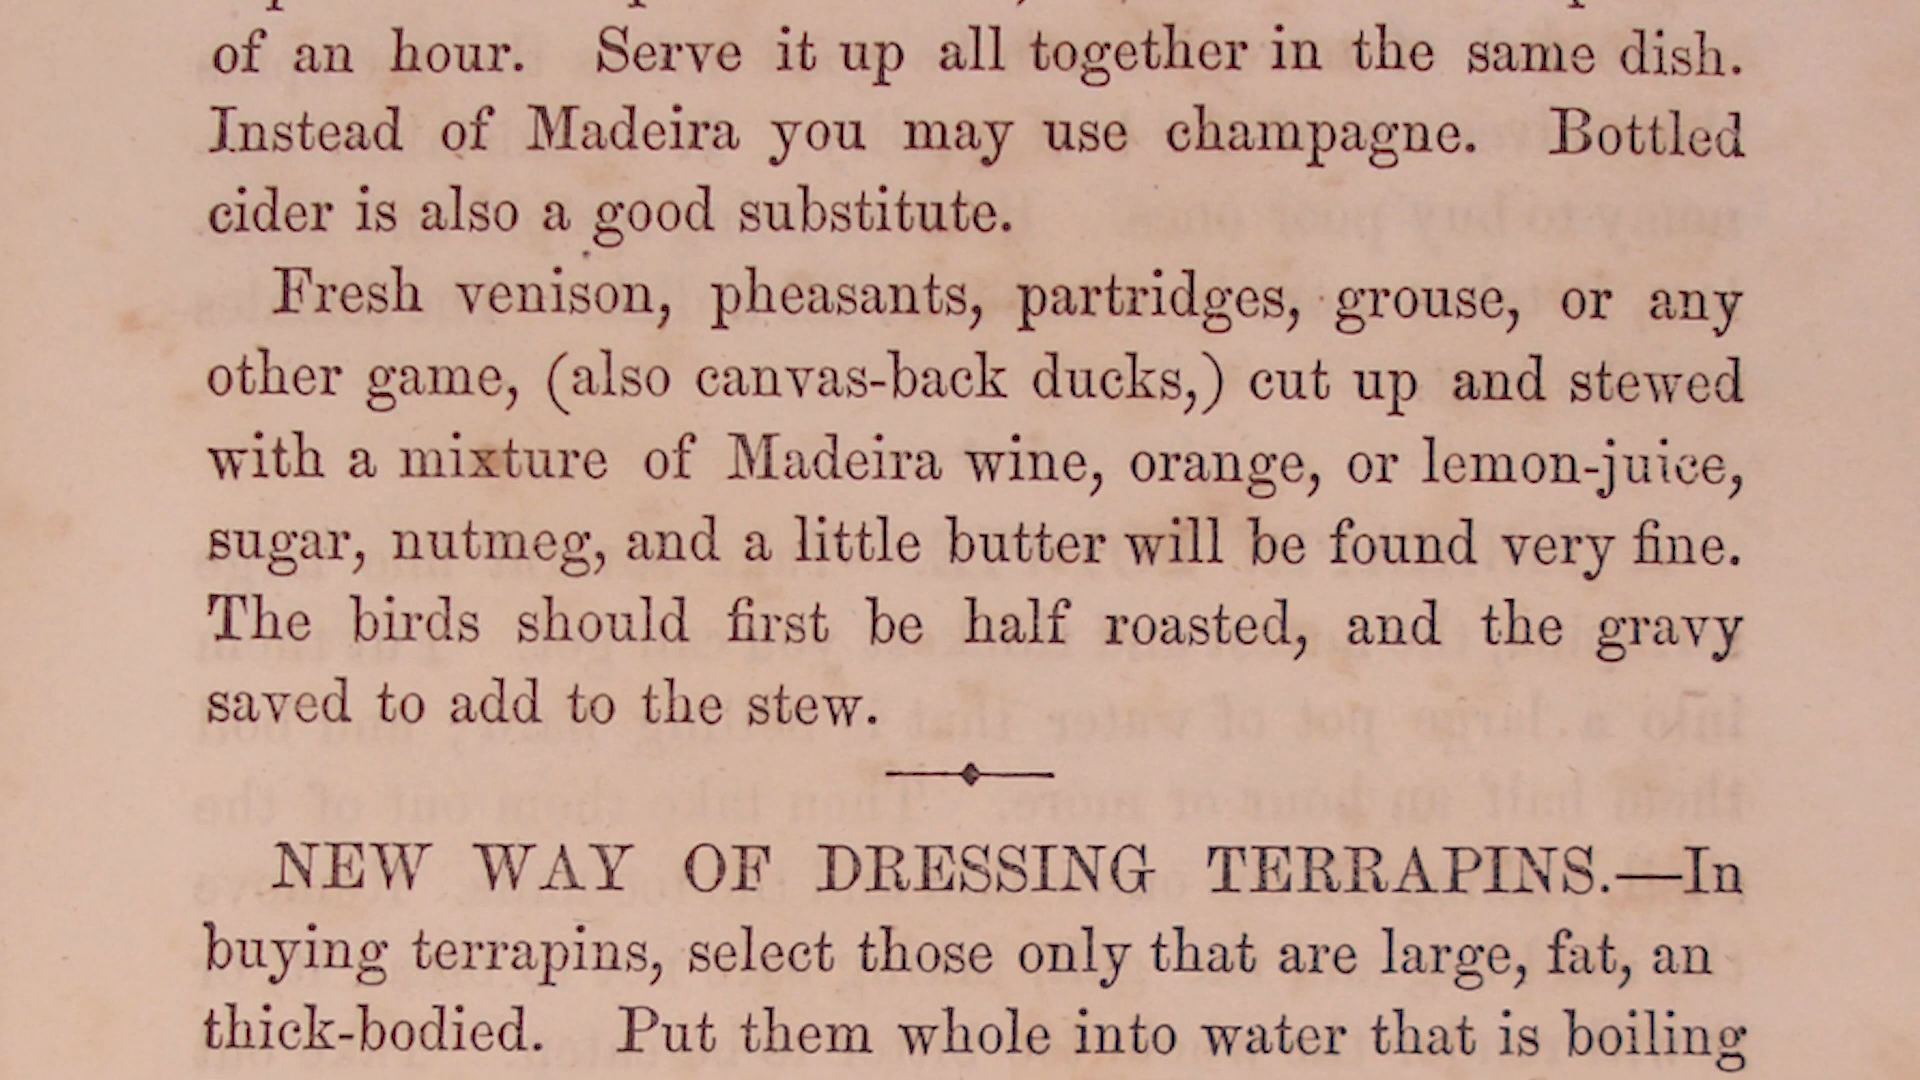 of an hour. Serve it up all together in the same dish.
Instead of Madeira you may use champagne. Bottled
cider is also a good substitute.
Fresh venison, pheasants, partridges, grouse, or any
other game, (also canvas-back ducks,) cut up and stewed
with a mixture of Madeira wine, orange, or lemon-juice,
sugar, nutmeg, and a little butter will be found very fine.
The birds should first be half roasted, and the gravy
saved to add to the stew.
NEW WAY OF DRESSING TERRAPINS.—In
buying terrapins, select those only that are large, fat, an
thick-bodied. Put them whole into water that is boiling